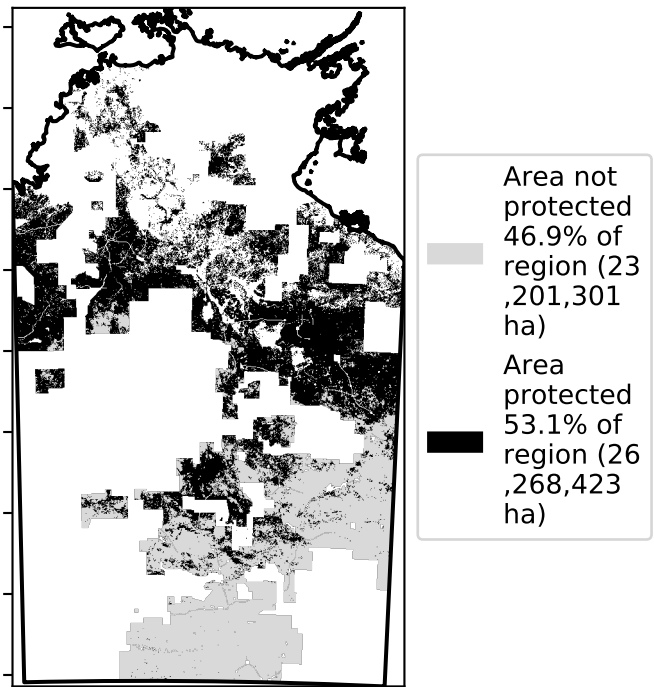 Area not
protected
46.9% of
region (23
,201,301
ha)
Area
protected
53.1% of
region (26
,268,423
ha)